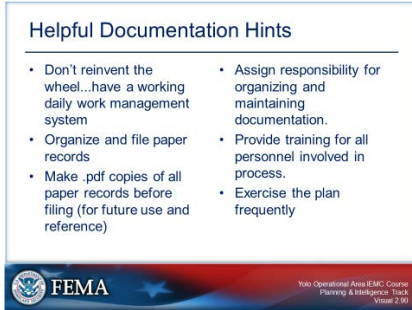 Helpful Documentation Hints
• Don’t reinvent the
wheel...have a working
daily work management
system
• Organize and file paper
records
• Make .pdf copies of all
paper records before
filing (for future use and
reference)
• Assign responsibility for
organizing and
maintaining
documentation.
• Provide training for all
personnel involved in
process.
• Exercise the plan
frequently
FEMA
Yolo Operational Area IEMC Course
Planning & Intelligence Track
Visual 2.90